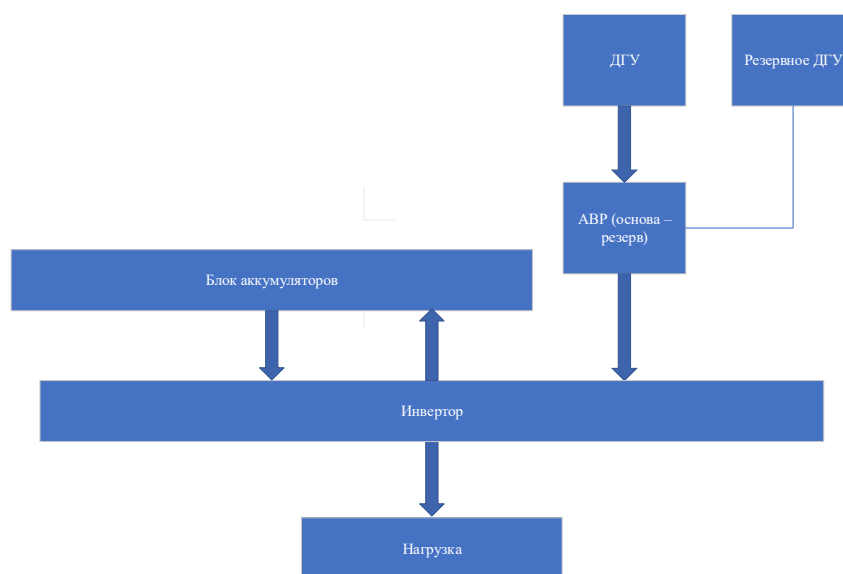 ДГУ
Резервное ДГУ
АВР (основа –
резерв)
Блок аккумуляторов
Инвертор
Нагрузка